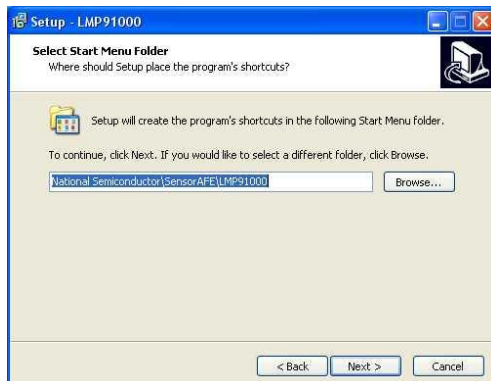 Setup - LMP91000
Select Start Menu Folder
Where should Setup place the program's shortcuts?
Setup will create the program's shortcuts in the following Start Menu folder.
To continue, click Next. If you would like to select a different folder, click Browse.
National Semiconductor\SensorAFE\LMP91000
Browse...
< Back
Next >
Cancel